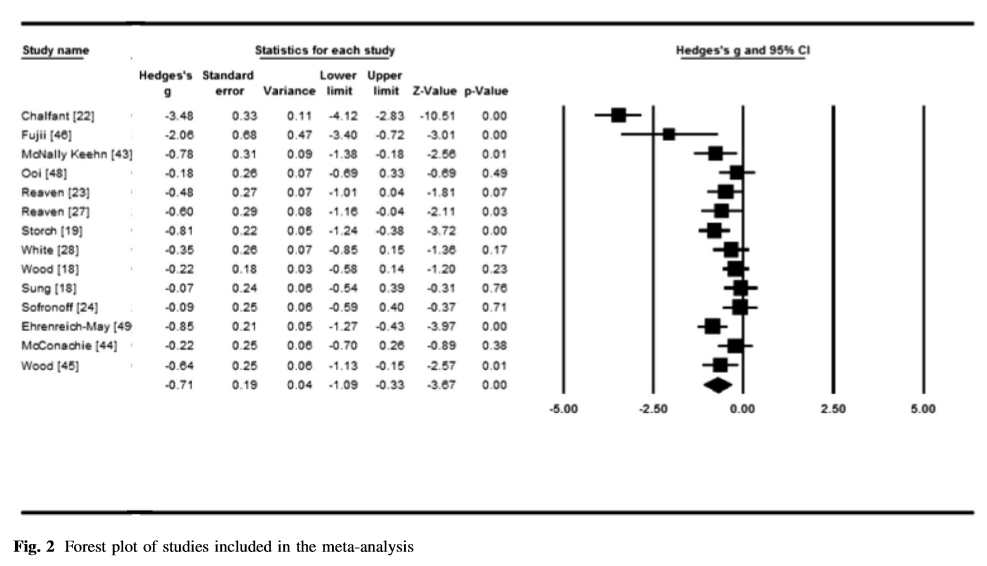 Study name Statistics for each study Hedges's g and 95% CI
Hedges's Standard Lower Upper
g error Variance limit limit Z-Value p-Value
Chalfant [22] -3.48 0.33 0.11 -4.12 -2.83 -10.51 0.00
Fujii [46] -2.06 0.68 0.47 -3.40 -0.72 -3.01 0.00
McNally Keehn [43] -0.78 0.31 0.09 -1.38 -0.18 -2.56 0.01
Ooi [48] -0.18 0.26 0.07 -0.69 0.33 -0.69 0.49
Reaven [23] -0.48 0.27 0.07 -1.01 0.04 -1.81 0.07
Reaven [27] -0.60 0.29 0.08 -1.16 -0.04 -2.11 0.03
Storch [19] -0.81 0.22 0.05 -1.24 -0.38 -3.72 0.00
White [28] -0.35 0.26 0.07 -0.85 0.15 -1.36 0.17
Wood [18] -0.22 0.18 0.03 -0.58 0.14 -1.20 0.23
Sung [18] -0.07 0.24 0.06 -0.54 0.39 -0.31 0.76
Sofronoff [24] -0.09 0.25 0.06 -0.59 0.40 -0.37 0.71
Ehrenreich-May [49 -0.85 0.21 0.05 -1.27 -0.43 -3.97 0.00
McConachie [44] -0.22 0.25 0.06 -0.70 0.26 -0.89 0.38
Wood [45] -0.64 0.25 0.06 -1.13 -0.15 -2.57 0.01
-0.71 0.19 0.04 -1.09 -0.33 -3.67 0.00
-5.00 -2.50 0.00 2.50 5.00
Fig. 2 Forest plot of studies included in the meta-analysis